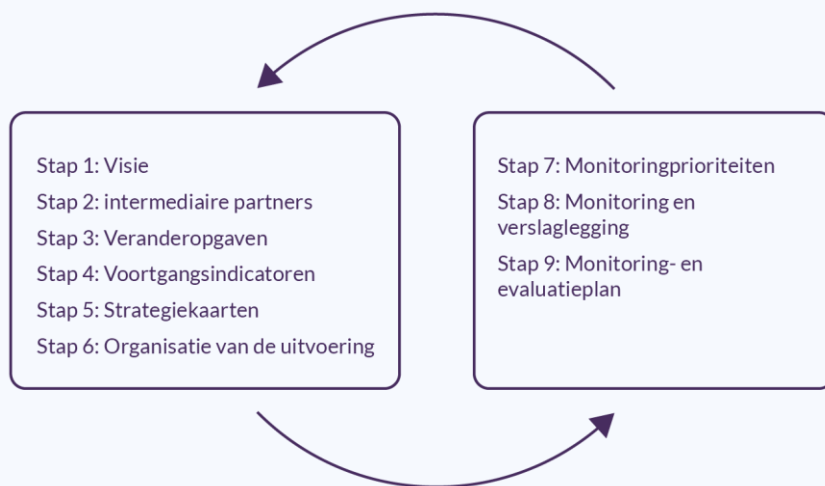 Stap 1: Visie
Stap 2: intermediaire partners
Stap 3: Veranderopgaven
Stap 4: Voortgangsindicatoren
Stap 5: Strategiekaarten
Stap 6: Organisatie van de uitvoering
Stap 7: Monitoringprioriteiten
Stap 8: Monitoring en
verslaglegging
Stap 9: Monitoring- en
evaluatieplan